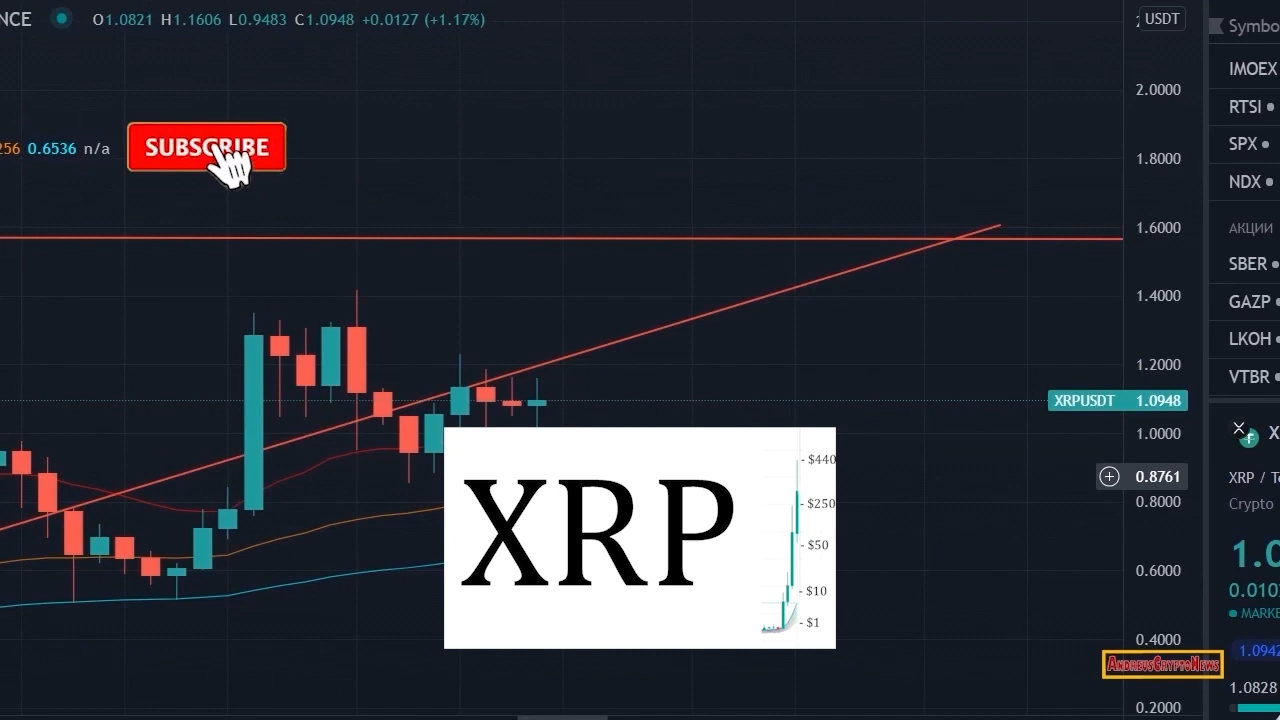 NCE O1.0821 H1.1606 L0.9483 C1.0948 +0.0127 (+1.17%)
256 0.6536 n/a
SUBSCRIBE
USDT
2.0000
1.8000
1.6000
1.4000
1.2000
XRPUSDT 1.0948
1.0000
0.8761
0.8000
0.6000
0.4000
0.2000
XRP
$440
$250
$50
$10
$1
Symbo
IMOEX
RTSI
SPX
NDX
АКЦИИ
SBER
GAZP
LKOH
VTBR
X
XRP / Te
Crypto
1.0
0.010
MARKE
1.0942
1.0828
AndreusCryptoNews